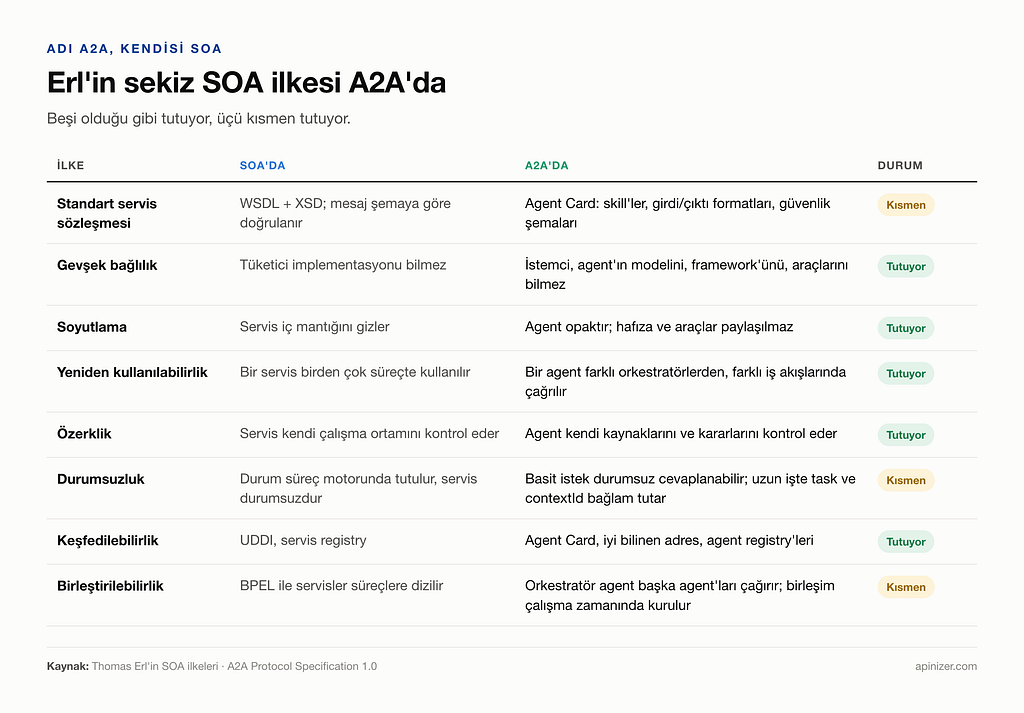 ADI A2A, KENDİSİ SOA
Erl'in sekiz SOA ilkesi A2A'da
Beşi olduğu gibi tutuyor, üçü kısmen tutuyor.
İLKE SOA'DA A2A'DA DURUM
Standart servis sözleşmesi WSDL + XSD; mesaj şemaya göre doğrulanır Agent Card: skill'ler, girdi/çıktı formatları, güvenlik şemaları Kısmen
Gevşek bağlılık Tüketici implementasyonu bilmez İstemci, agent'ın modelini, framework'ünü, araçlarını bilmez Tutuyor
Soyutlama Servis iç mantığını gizler Agent opaktır; hafıza ve araçlar paylaşılmaz Tutuyor
Yeniden kullanılabilirlik Bir servis birden çok süreçte kullanılır Bir agent farklı orkestratörlerden, farklı iş akışlarında çağrılır Tutuyor
Özerklik Servis kendi çalışma ortamını kontrol eder Agent kendi kaynaklarını ve kararlarını kontrol eder Tutuyor
Durumsuzluk Durum süreç motorunda tutulur, servis durumsuzdur Basit istek durumsuz cevaplanabilir; uzun işte task ve contextId bağlam tutar Kısmen
Keşfedilebilirlik UDDI, servis registry Agent Card, iyi bilinen adres, agent registry'leri Tutuyor
Birleştirilebilirlik BPEL ile servisler süreçlere dizilir Orkestratör agent başka agent'ları çağırır; birleşim çalışma zamanında kurulur Kısmen
Kaynak: Thomas Erl'in SOA ilkeleri · A2A Protocol Specification 1.0 apinizer.com